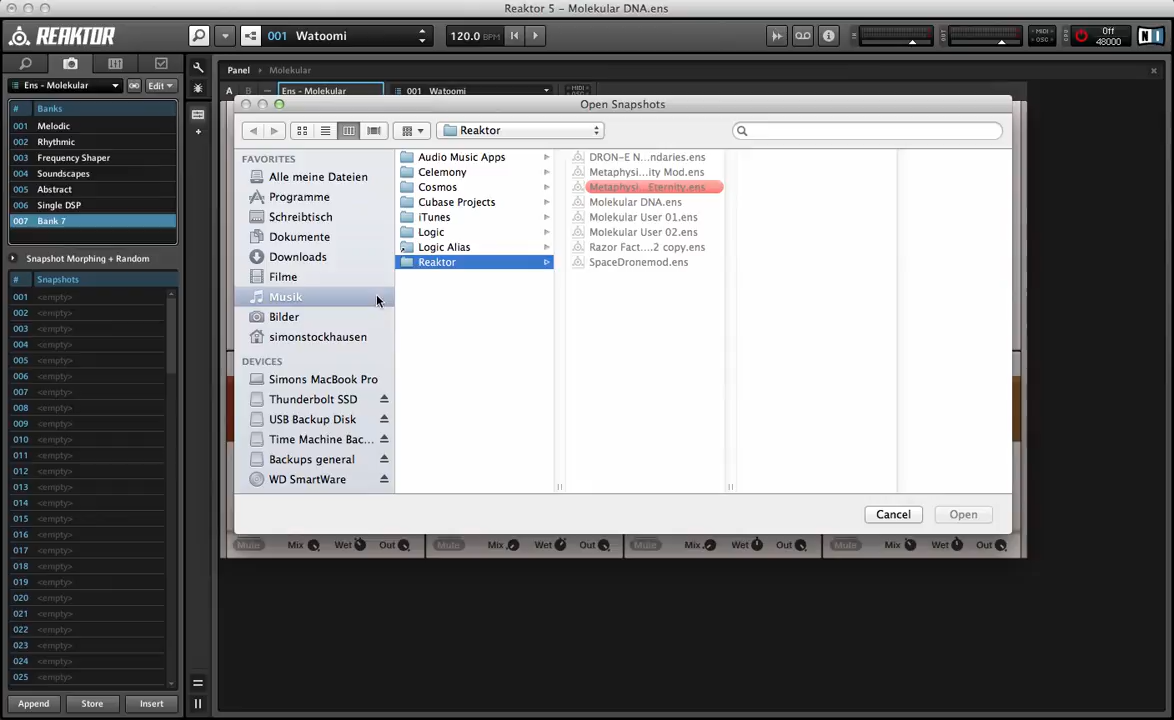 Reaktor 5 – Molekular DNA.ens
REAKTOR
001 Watoomi
120.0 BPM
Off
48000
MIDI
OSC
NI
Ens - Molekular
Edit
Panel
Molekular
A B
Ens - Molekular
001 Watoomi
# Banks
001 Melodic
002 Rhythmic
003 Frequency Shaper
004 Soundscapes
005 Abstract
006 Single DSP
007 Bank 7
Snapshot Morphing + Random
# Snapshots
001 <empty>
002 <empty>
003 <empty>
004 <empty>
005 <empty>
006 <empty>
007 <empty>
008 <empty>
009 <empty>
010 <empty>
011 <empty>
012 <empty>
013 <empty>
014 <empty>
015 <empty>
016 <empty>
017 <empty>
018 <empty>
019 <empty>
020 <empty>
021 <empty>
022 <empty>
023 <empty>
024 <empty>
025 <empty>
Append
Store
Insert
Open Snapshots
Reaktor
FAVORITES
Alle meine Dateien
Programme
Schreibtisch
Dokumente
Downloads
Filme
Musik
Bilder
simonstockhausen
DEVICES
Simons MacBook Pro
Thunderbolt SSD
USB Backup Disk
Time Machine Bac...
Backups general
WD SmartWare
Audio Music Apps
Celemony
Cosmos
Cubase Projects
iTunes
Logic
Logic Alias
Reaktor
DRON-E N...ndaries.ens
Metaphysi...ity Mod.ens
Metaphysi...Eternity.ens
Molekular DNA.ens
Molekular User 01.ens
Molekular User 02.ens
Razor Fact....2 copy.ens
SpaceDronemod.ens
Cancel
Open
Mute Mix Wet Out
Mute Mix Wet Out
Mute Mix Wet Out
Mute Mix Wet Out